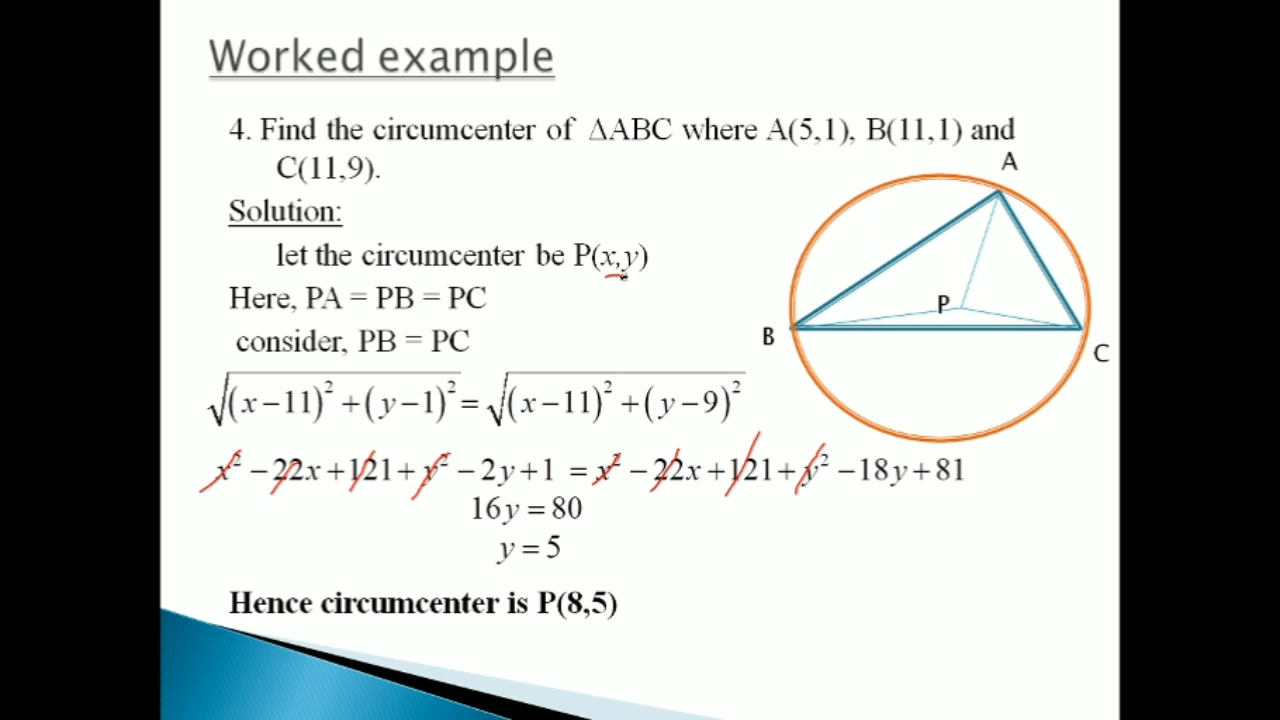 Worked example
4. Find the circumcenter of ΔABC where A(5,1), B(11,1) and
C(11,9).
A
Solution:
let the circumcenter be P(x,y)
Here, PA = PB = PC
P
consider, PB = PC
B
C
√(x−11)² + (y−1)² = √(x−11)² + (y−9)²
x² − 22x + 121 + y² − 2y + 1 = x² − 22x + 121 + y² − 18y + 81
16y = 80
y = 5
Hence circumcenter is P(8,5)